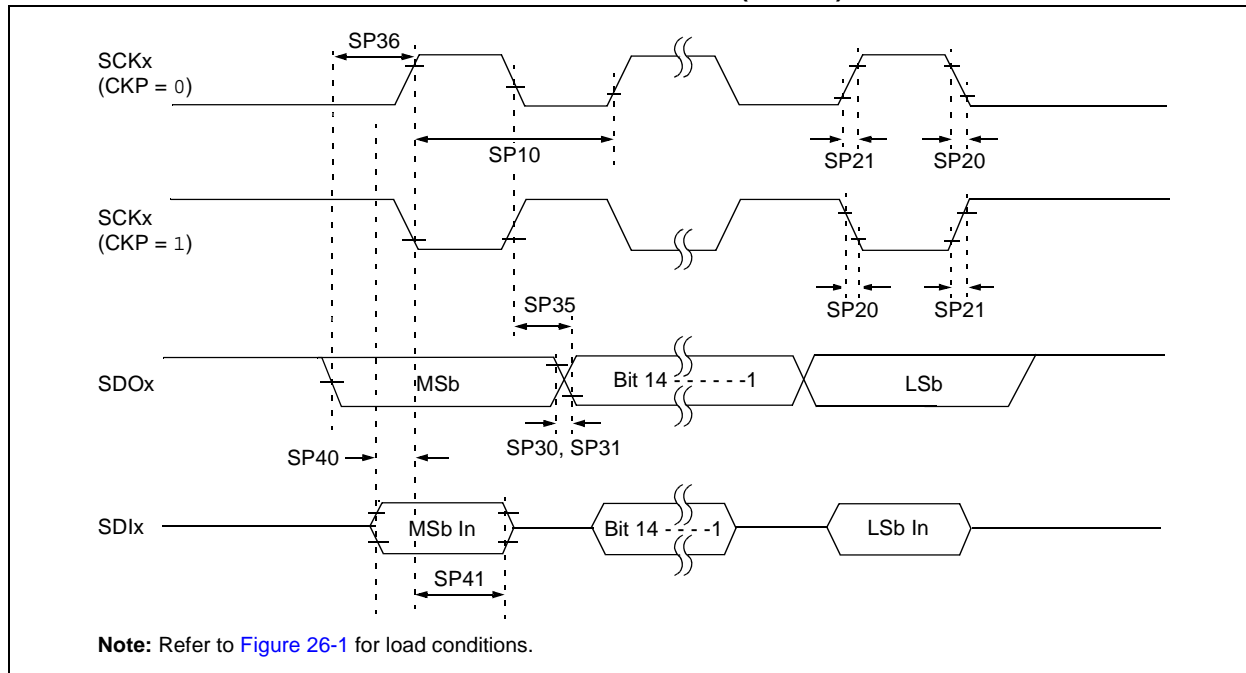 SP36
SCKx
(CKP = 0)
SP10
SP21
SP20
SCKx
(CKP = 1)
SP35
SP20
SP21
SDOx
MSb
Bit 14 - - - - - -1
LSb
SP40
SP30, SP31
SDIx
MSb In
Bit 14 - - - -1
LSb In
SP41
Note: Refer to Figure 26-1 for load conditions.